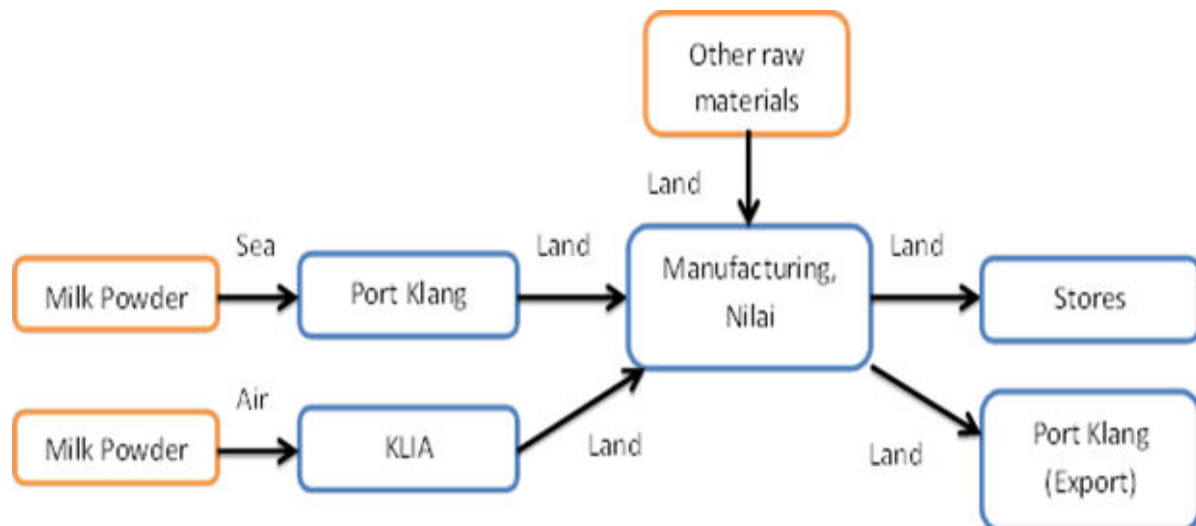 Other raw
materials
Land
Sea
Land
Land
Milk Powder
Port Klang
Manufacturing,
Nilai
Stores
Air
Milk Powder
KLIA
Land
Land
Port Klang
(Export)